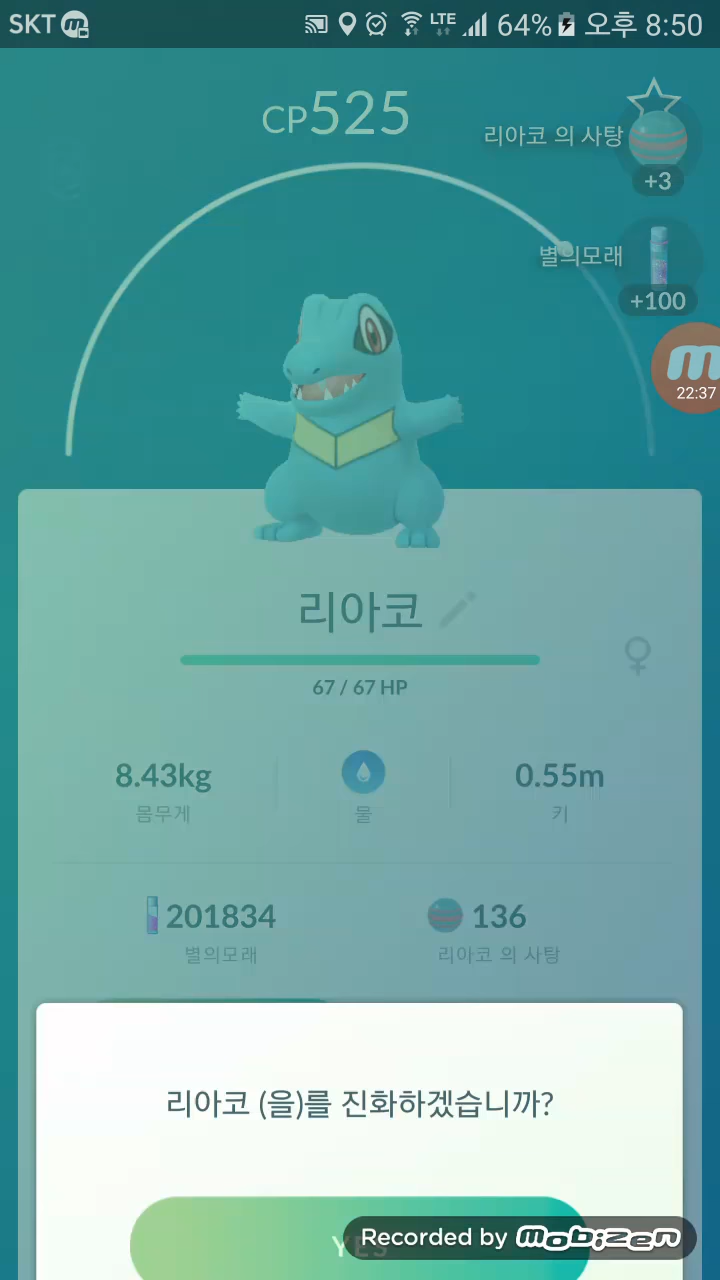 SKT
LTE 64% 오후 8:50
CP525
리아코 의 사탕
+3
별의모래
+100
22:37
리아코
67 / 67 HP
8.43kg
몸무게
물
0.55m
키
201834
별의모래
136
리아코 의 사탕
리아코 (을)를 진화하겠습니까?
YES
Recorded by mobizen